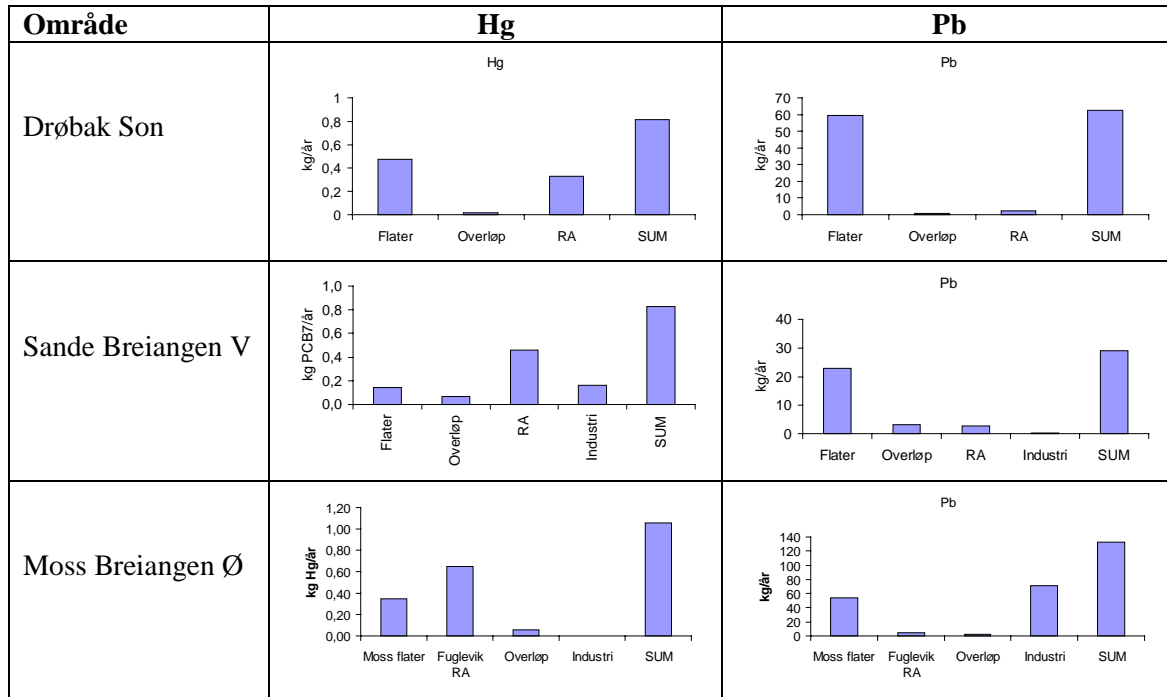 Område Hg Pb
Drøbak Son
Hg
kg/år
1
0,8
0,6
0,4
0,2
0
Flater Overløp RA SUM
Pb
kg/år
70
60
50
40
30
20
10
0
Flater Overløp RA SUM
Sande Breiangen V
kg PCB7/år
1,0
0,8
0,6
0,4
0,2
0,0
Flater
Overløp
RA
Industri
SUM
Pb
kg/år
40
30
20
10
0
Flater Overløp RA Industri SUM
Moss Breiangen Ø
kg Hg/år
1,20
1,00
0,80
0,60
0,40
0,20
0,00
Moss flater Fuglevik Overløp Industri SUM
RA
Pb
kg/år
140
120
100
80
60
40
20
0
Moss flater Fuglevik Overløp Industri SUM
RA